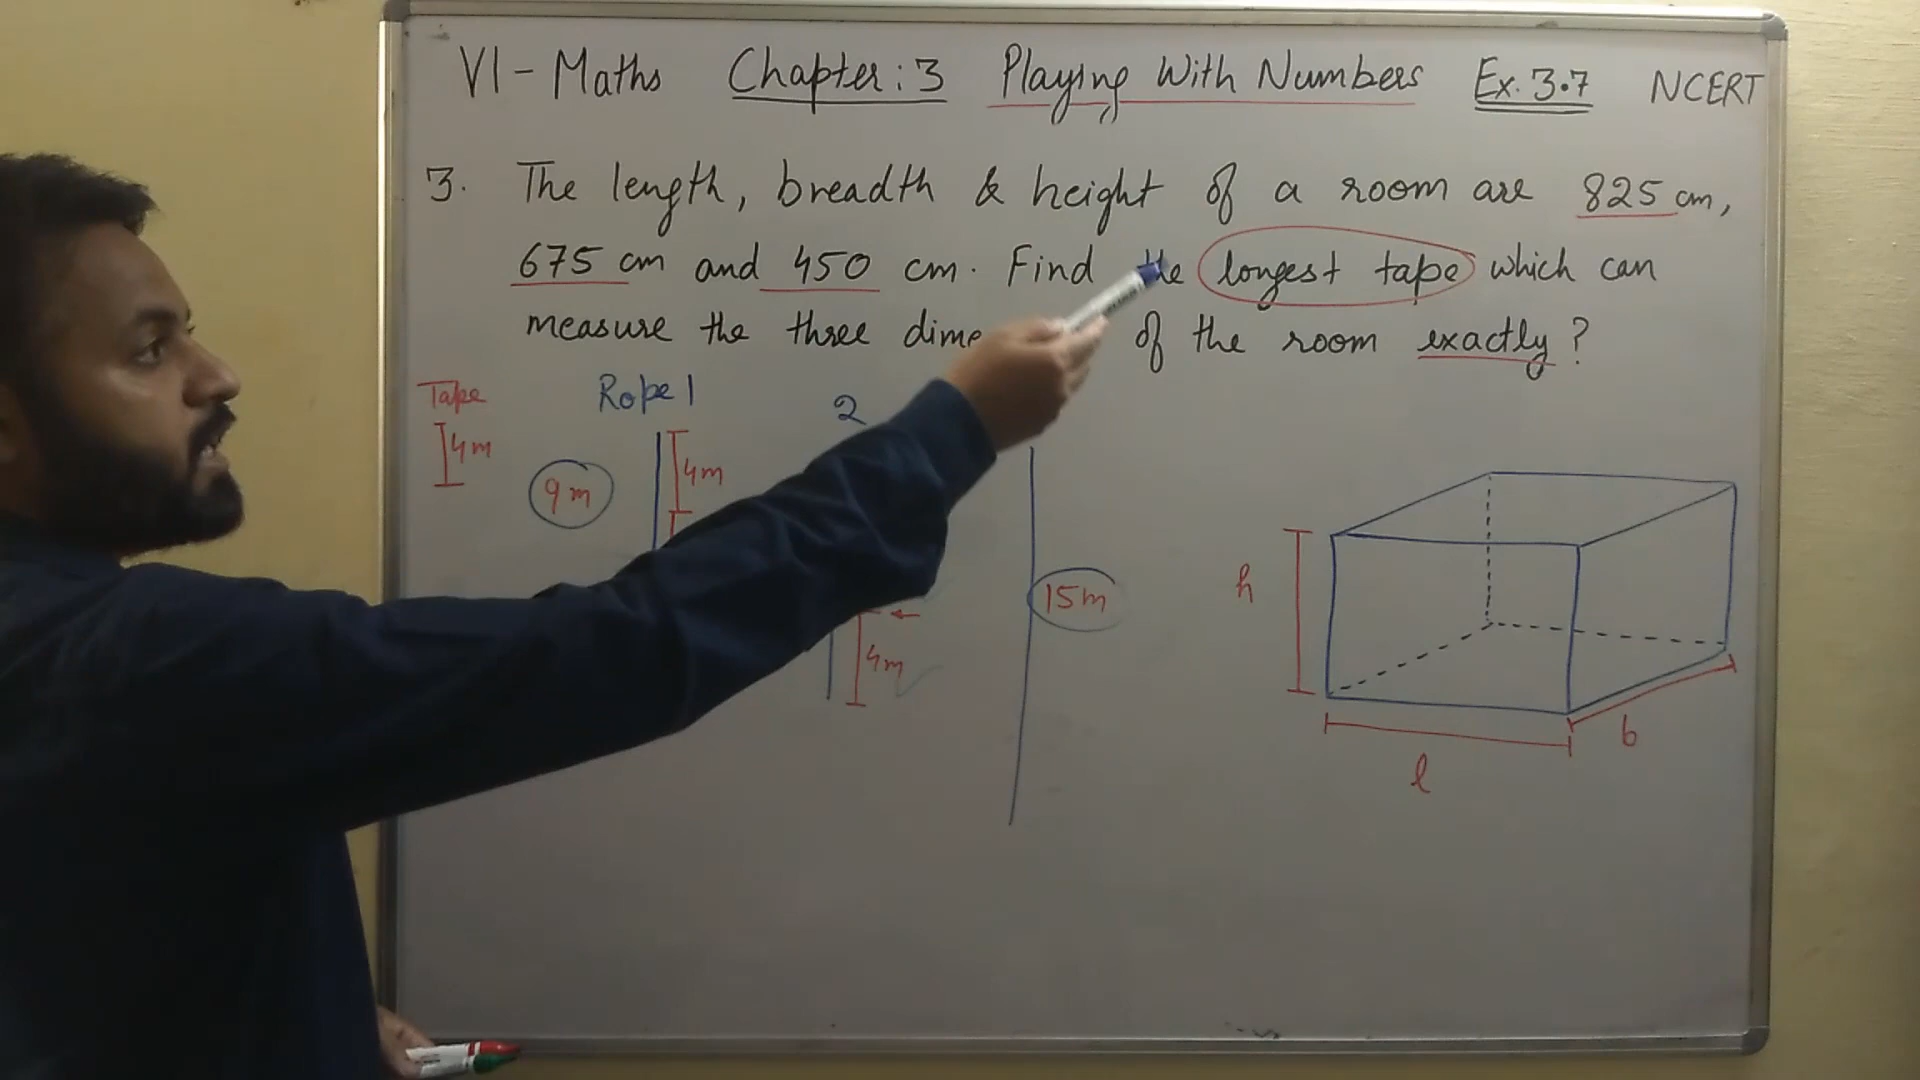 VI - Maths Chapter : 3 Playing With Numbers Ex. 3.7 NCERT
3. The length, breadth & height of a room are 825 cm,
675 cm and 450 cm. Find the longest tape which can
measure the three dime of the room exactly ?
Tape
4m
Rope 1
9m
4m
2
4m
15m
h
l
b